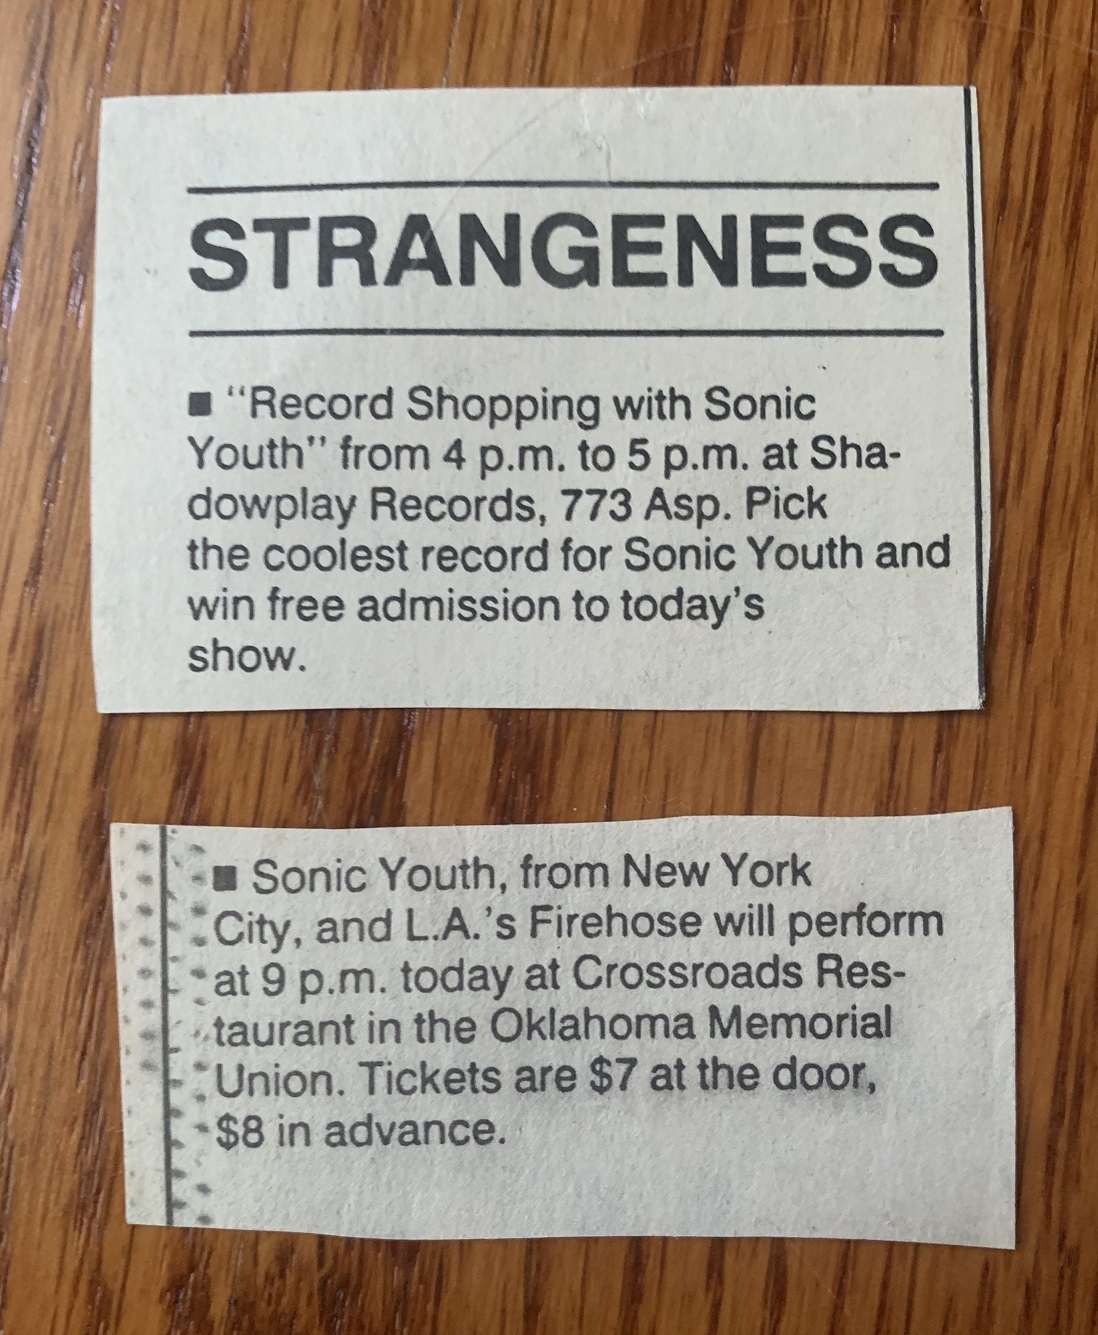 STRANGENESS
■ “Record Shopping with Sonic
Youth” from 4 p.m. to 5 p.m. at Sha-
dowplay Records, 773 Asp. Pick
the coolest record for Sonic Youth and
win free admission to today's
show.
■ Sonic Youth, from New York
City, and L.A.'s Firehose will perform
at 9 p.m. today at Crossroads Res-
taurant in the Oklahoma Memorial
Union. Tickets are $7 at the door,
$8 in advance.